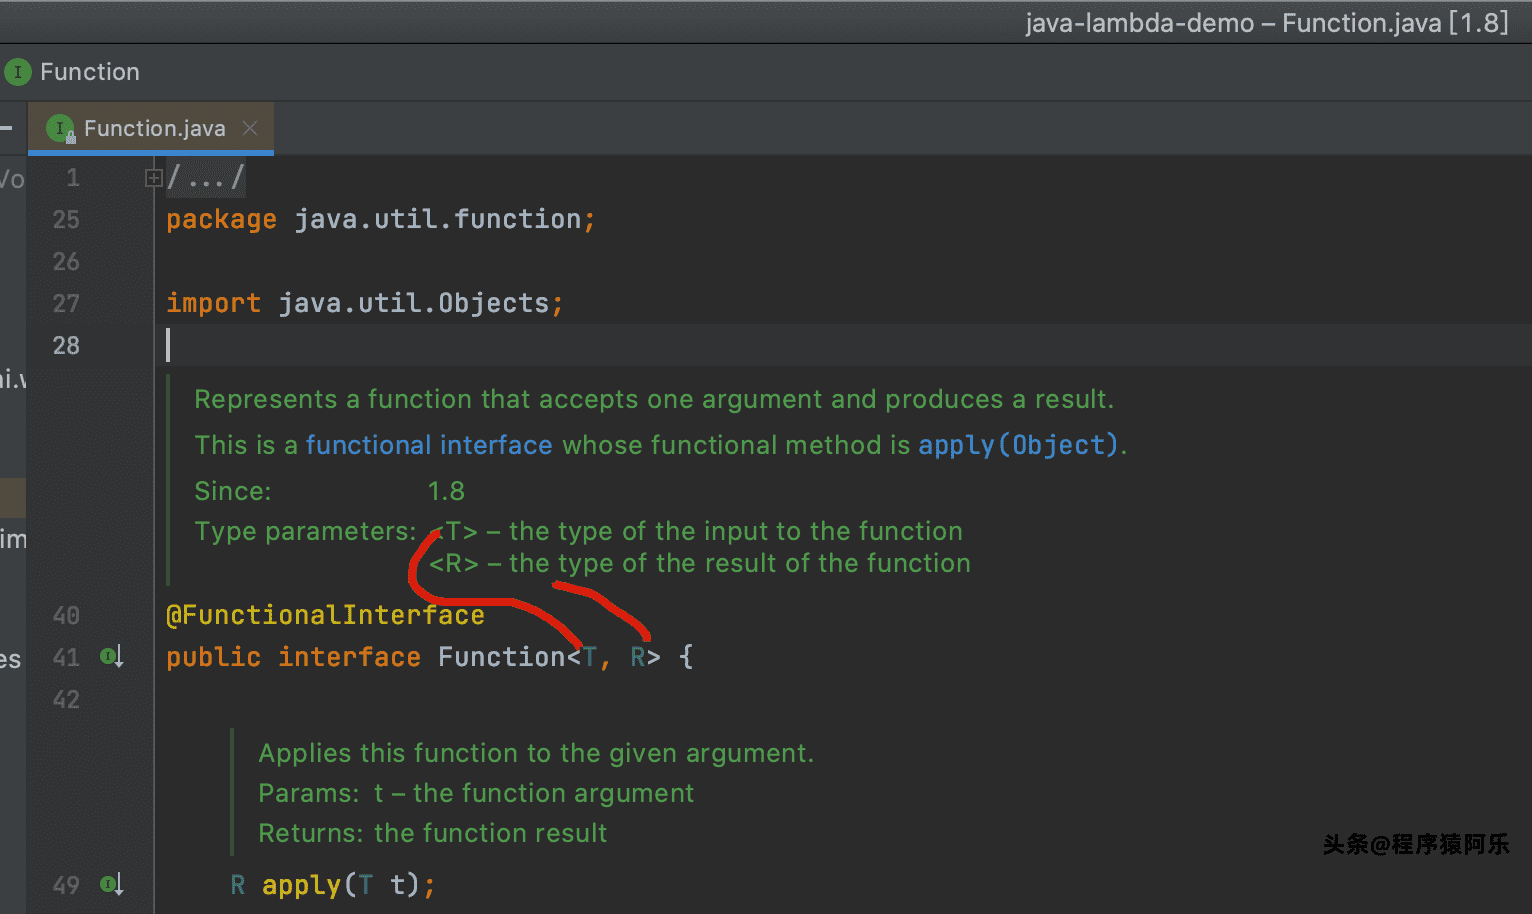 java-lambda-demo – Function.java [1.8]
I Function
I Function.java ×
Vo
1 /.../
25 package java.util.function;
26
27 import java.util.Objects;
28
Represents a function that accepts one argument and produces a result.
This is a functional interface whose functional method is apply(Object).
Since: 1.8
Type parameters: <T> – the type of the input to the function
<R> – the type of the result of the function
im
40 @FunctionalInterface
es 41 public interface Function<T, R> {
42
Applies this function to the given argument.
Params: t – the function argument
Returns: the function result
头条@程序猿阿乐
49 R apply(T t);